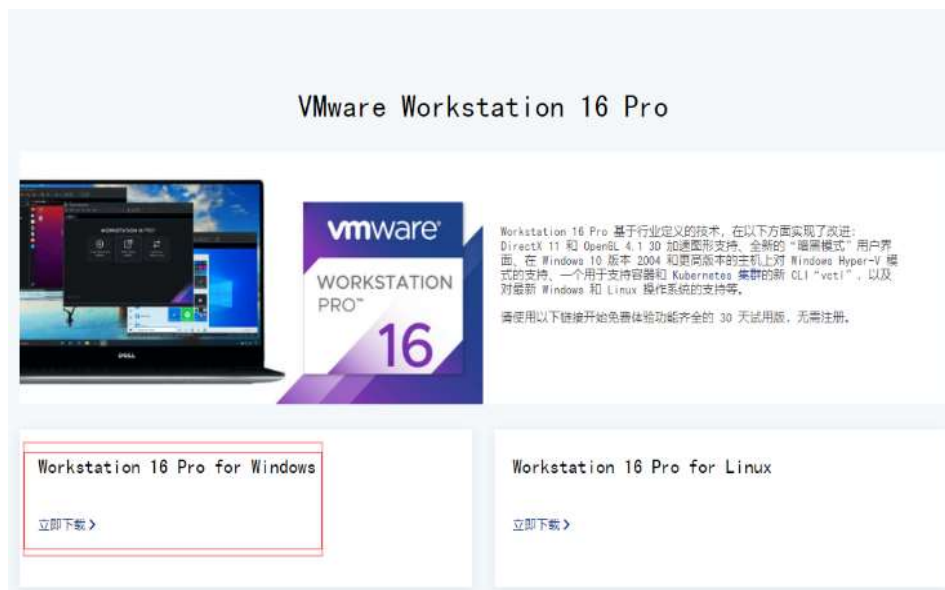 VMware Workstation 16 Pro
vmware®
WORKSTATION
PRO™
16
DELL
Workstation 16 Pro 基于行业定义的技术，在以下方面实现了改进：
DirectX 11 和 OpenGL 4.1 3D 加速图形支持、全新的“暗黑模式”用户界
面、在 Windows 10 版本 2004 和更高版本的主机上对 Windows Hyper-V 模
式的支持、一个用于支持容器和 Kubernetes 集群的新 CLI“vctl”，以及
对最新 Windows 和 Linux 操作系统的支持等。
请使用以下链接开始免费体验功能齐全的 30 天试用版，无需注册。
Workstation 16 Pro for Windows
立即下载 >
Workstation 16 Pro for Linux
立即下载 >